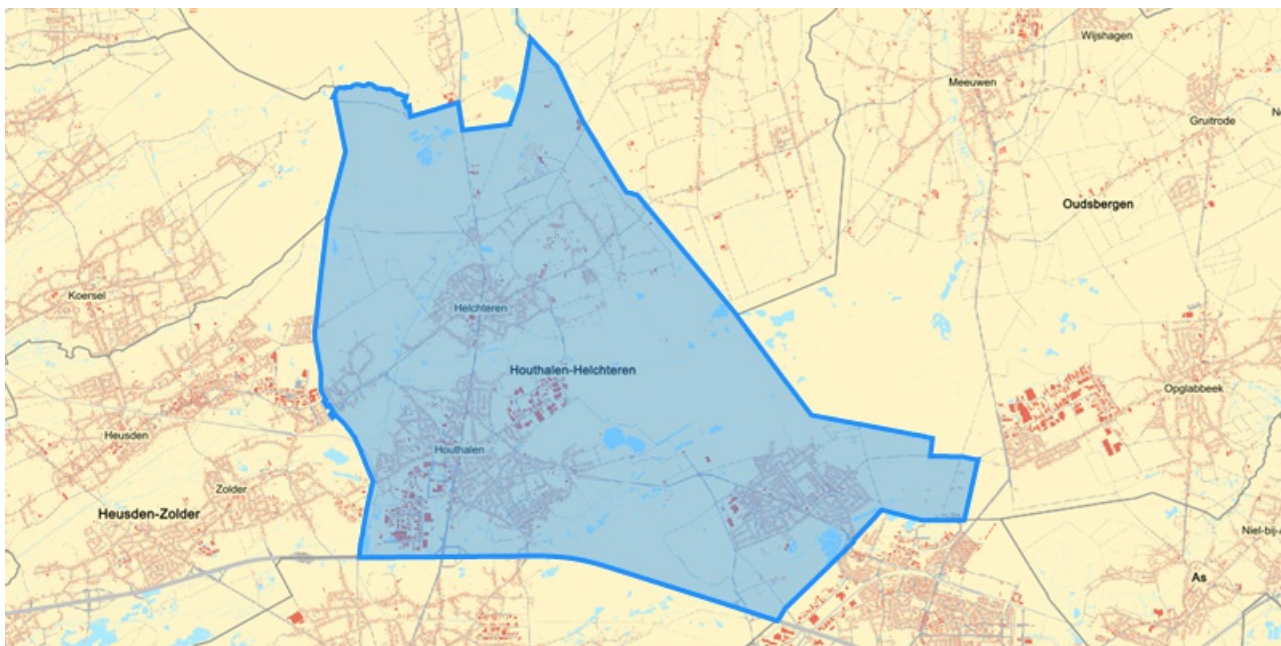 Wijshagen
Meeuwen
Gruitrode
Oudsbergen
Koersel
Helchteren
Houthalen-Helchteren
Opglabbeek
Heusden
Houthalen
Zolder
Heusden-Zolder
As